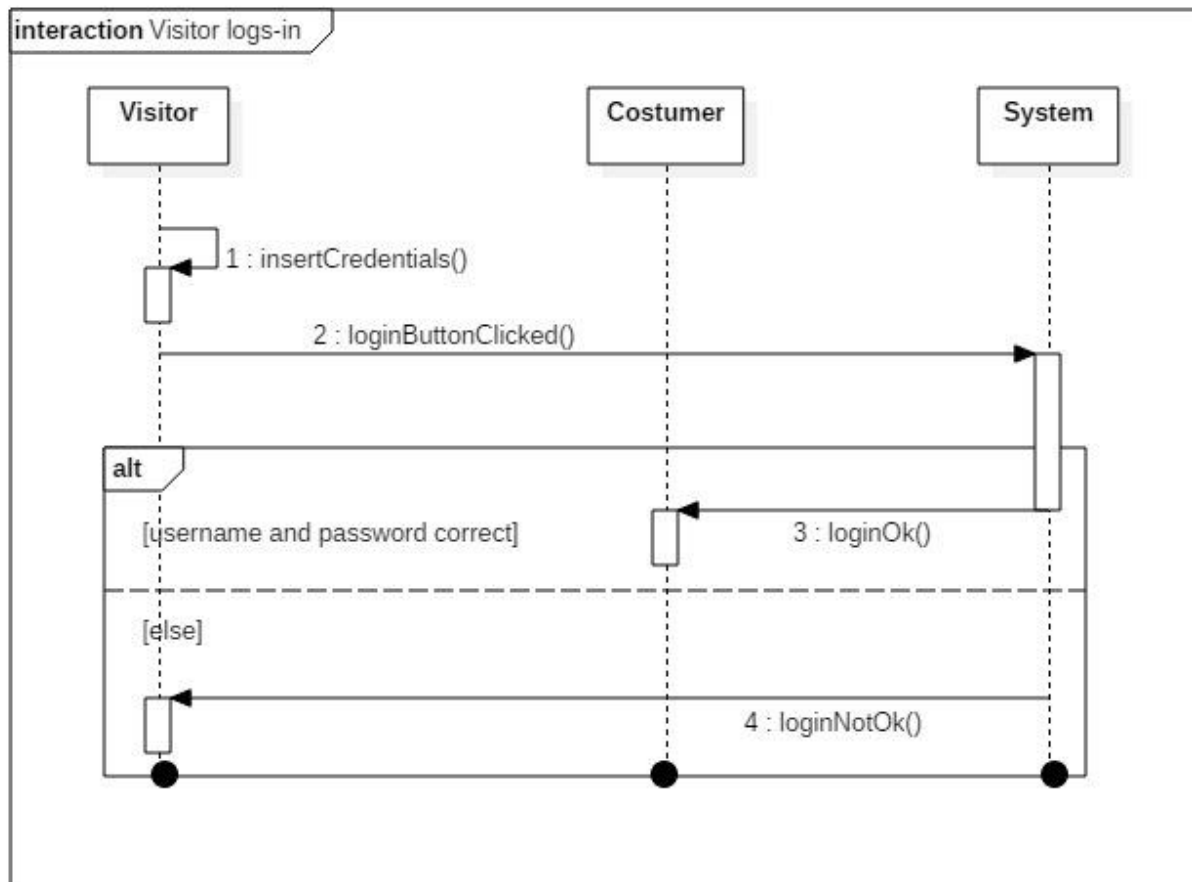 interaction Visitor logs-in
Visitor
Costumer
System
1 : insertCredentials()
2 : loginButtonClicked()
alt
[username and password correct]
3 : loginOk()
[else]
4 : loginNotOk()